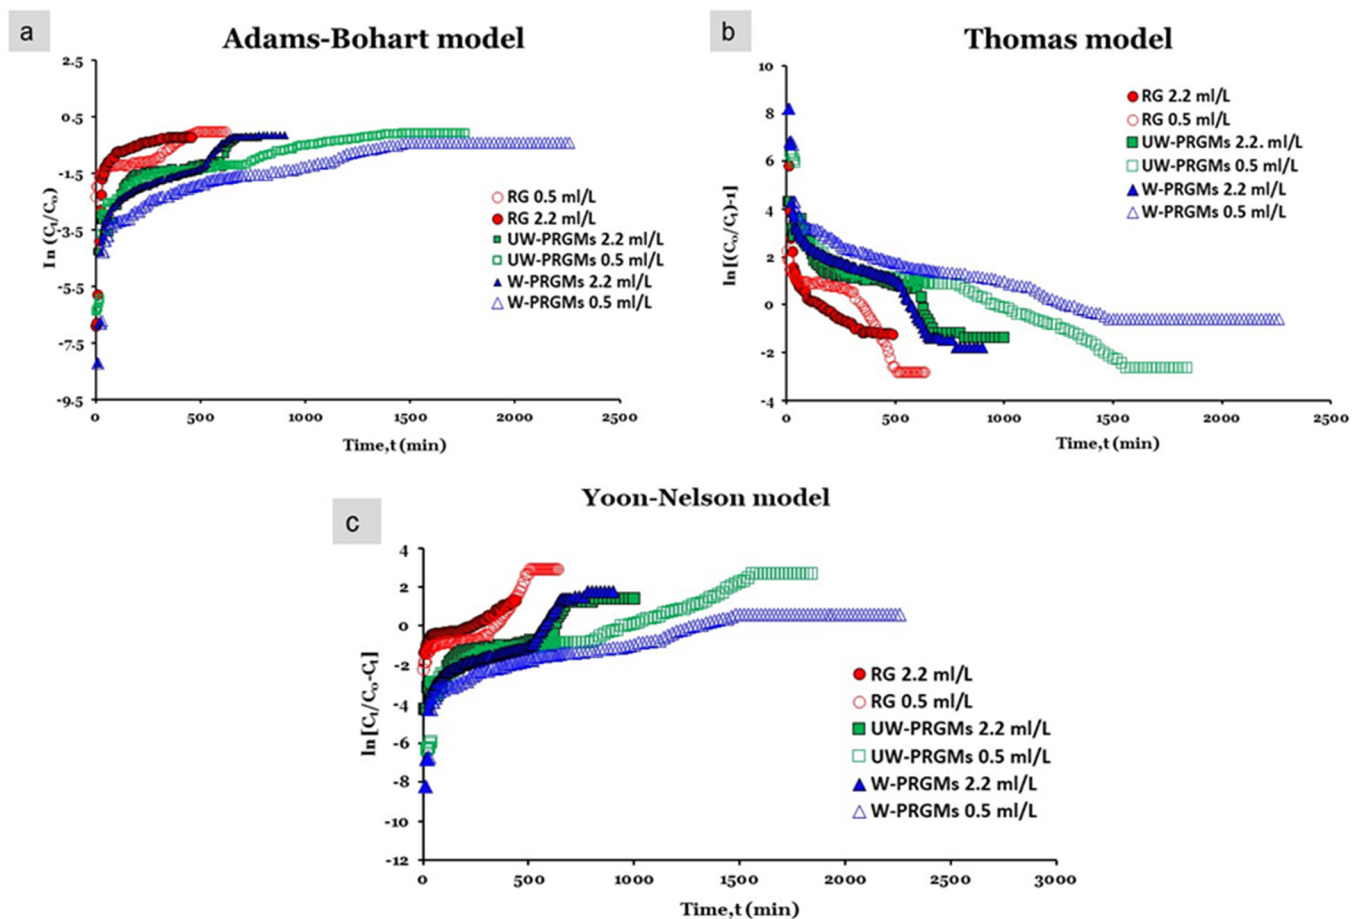 a
Adams-Bohart model
2.5
0.5
-1.5
-3.5
-5.5
-7.5
-9.5
ln (Ct/Co)
0 500 1000 1500 2000 2500
Time,t (min)
RG 0.5 ml/L
RG 2.2 ml/L
UW-PRGMs 2.2 ml/L
UW-PRGMs 0.5 ml/L
W-PRGMs 2.2 ml/L
W-PRGMs 0.5 ml/L
b
Thomas model
10
8
6
4
2
0
-2
-4
ln[(Co/Ct)-1]
0 500 1000 1500 2000 2500
Time,t (min)
RG 2.2 ml/L
RG 0.5 ml/L
UW-PRGMs 2.2. ml/L
UW-PRGMs 0.5 ml/L
W-PRGMs 2.2 ml/L
W-PRGMs 0.5 ml/L
c
Yoon-Nelson model
4
2
0
-2
-4
-6
-8
-10
-12
ln [Ct/Co-Ct]
0 500 1000 1500 2000 2500 3000
Time,t (min)
RG 2.2 ml/L
RG 0.5 ml/L
UW-PRGMs 2.2 ml/L
UW-PRGMs 0.5 ml/L
W-PRGMs 2.2 ml/L
W-PRGMs 0.5 ml/L